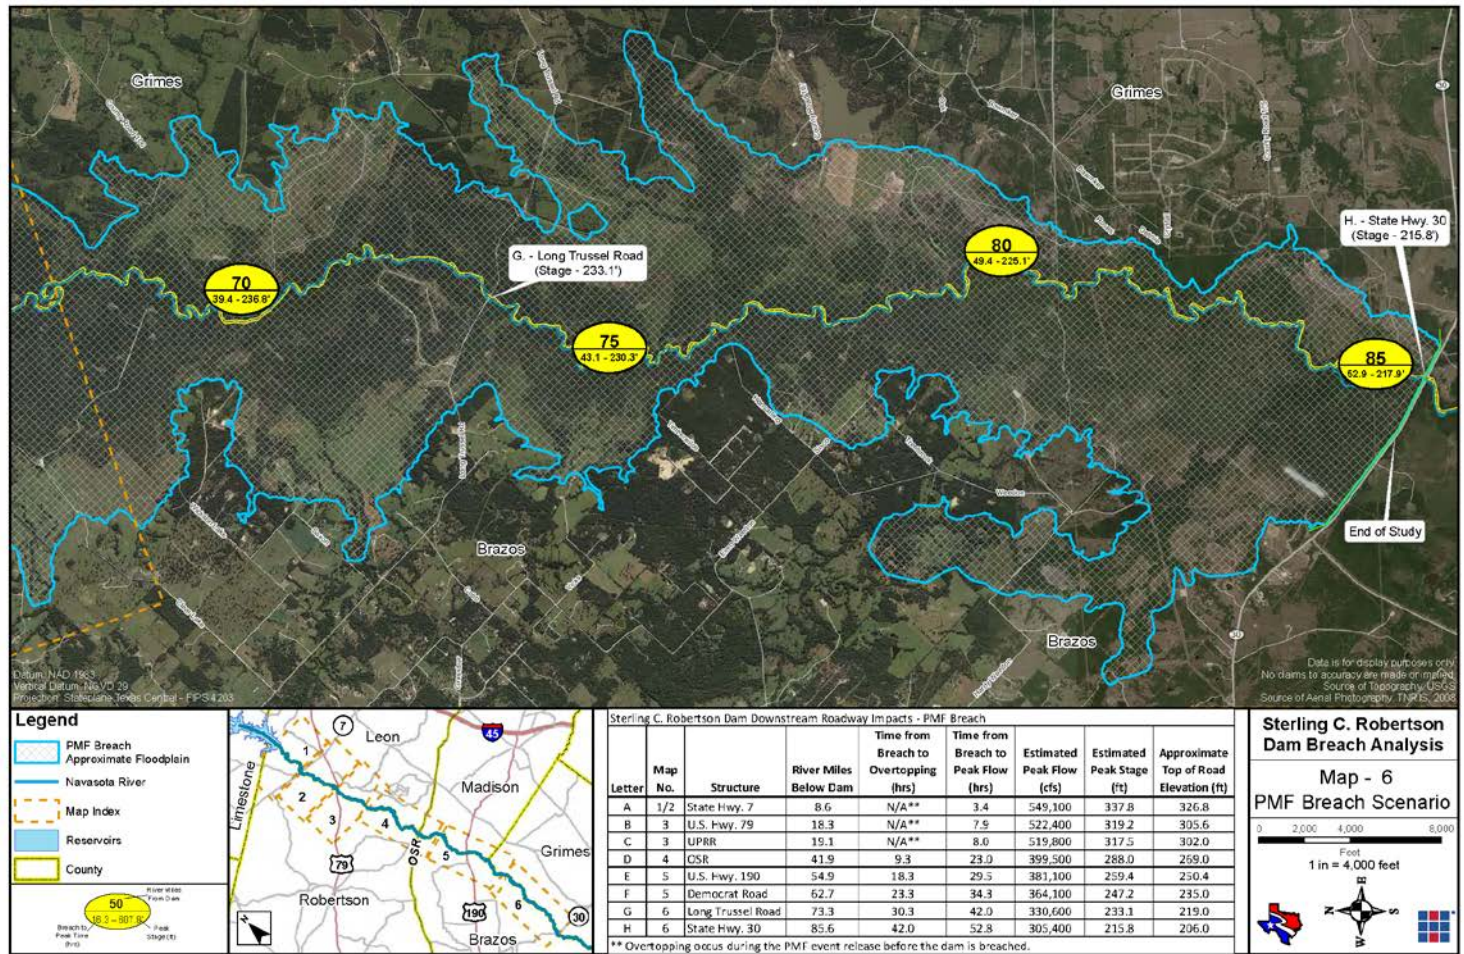 Grimes
Grimes
County Road 175
Long Trussel Rd
30
H. - State Hwy. 30
(Stage - 215.8')
G. - Long Trussel Road
(Stage - 233.1')
70
39.4 - 236.8'
75
43.1 - 230.3'
80
49.4 - 225.1'
85
52.9 - 217.9'
End of Study
Long Trussel Rd
Brazos
Brazos
30
Datum: NAD 1983
Vertical Datum: NGVD 29
Projection: Stateplane Texas Central - FIPS 4203
Data is for display purposes only
No claims to accuracy are made or implied
Source of Topography: USGS
Source of Aerial Photography: TNRIS, 2008
Legend
PMF Breach
Approximate Floodplain
Navasota River
Map Index
Reservoirs
County
River Miles
From Dam
50
Breach to
Peak Time
(hrs)
Peak
Stage (ft)
7
Leon
45
1
Limestone
2
Madison
3
4
79
OSR
5
Grimes
Robertson
190
6
30
Brazos
N
Sterling C. Robertson Dam Downstream Roadway Impacts - PMF Breach
Letter Map No. Structure River Miles Below Dam Time from Breach to Overtopping (hrs) Time from Breach to Peak Flow (hrs) Estimated Peak Flow (cfs) Estimated Peak Stage (ft) Approximate Top of Road Elevation (ft)
A 1/2 State Hwy. 7 8.6 N/A** 3.4 549,100 337.8 326.8
B 3 U.S. Hwy. 79 18.3 N/A** 7.9 522,400 319.2 305.6
C 3 UPRR 19.1 N/A** 8.0 519,800 317.5 302.0
D 4 OSR 41.9 9.3 23.0 399,500 288.0 269.0
E 5 U.S. Hwy. 190 54.9 18.3 29.5 381,100 259.4 250.4
F 5 Democrat Road 62.7 23.3 34.3 364,100 247.2 235.0
G 6 Long Trussel Road 73.3 30.3 42.0 330,600 233.1 219.0
H 6 State Hwy. 30 85.6 42.0 52.8 305,400 215.8 206.0
** Overtopping occus during the PMF event release before the dam is breached.
Sterling C. Robertson
Dam Breach Analysis
Map - 6
PMF Breach Scenario
0 2,000 4,000 8,000
Feet
1 in = 4,000 feet
E
N S
W